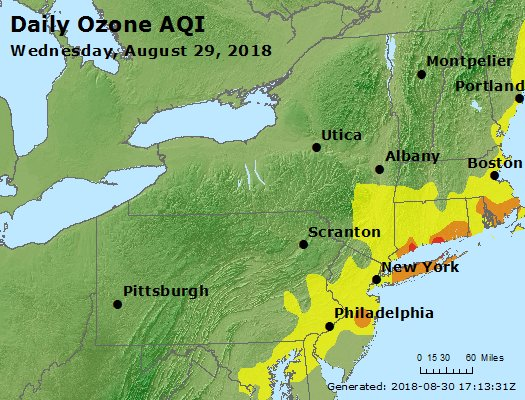 Daily Ozone AQI
Wednesday, August 29, 2018
Montpelier
Portland
Utica
Albany
Boston
Scranton
New York
Pittsburgh
Philadelphia
0 15 30 60 Miles
Generated: 2018-08-30 17:13:31Z